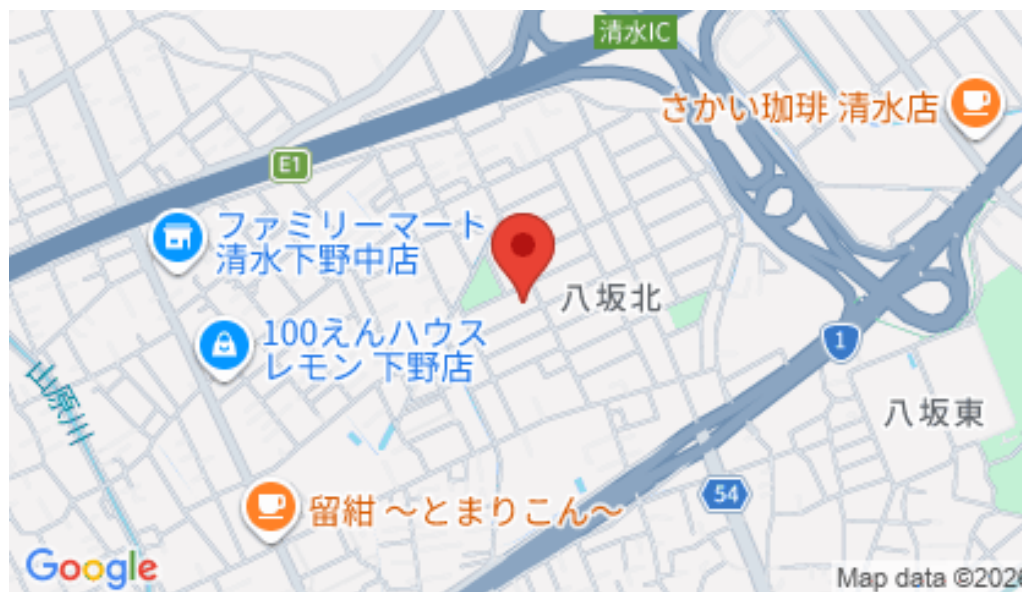 清水IC
さかい珈琲 清水店
E1
ファミリーマート
清水下野中店
八坂北
100えんハウス
レモン 下野店
1
山原川
八坂東
54
留紺 ～とまりこん～
Google
Map data ©2026